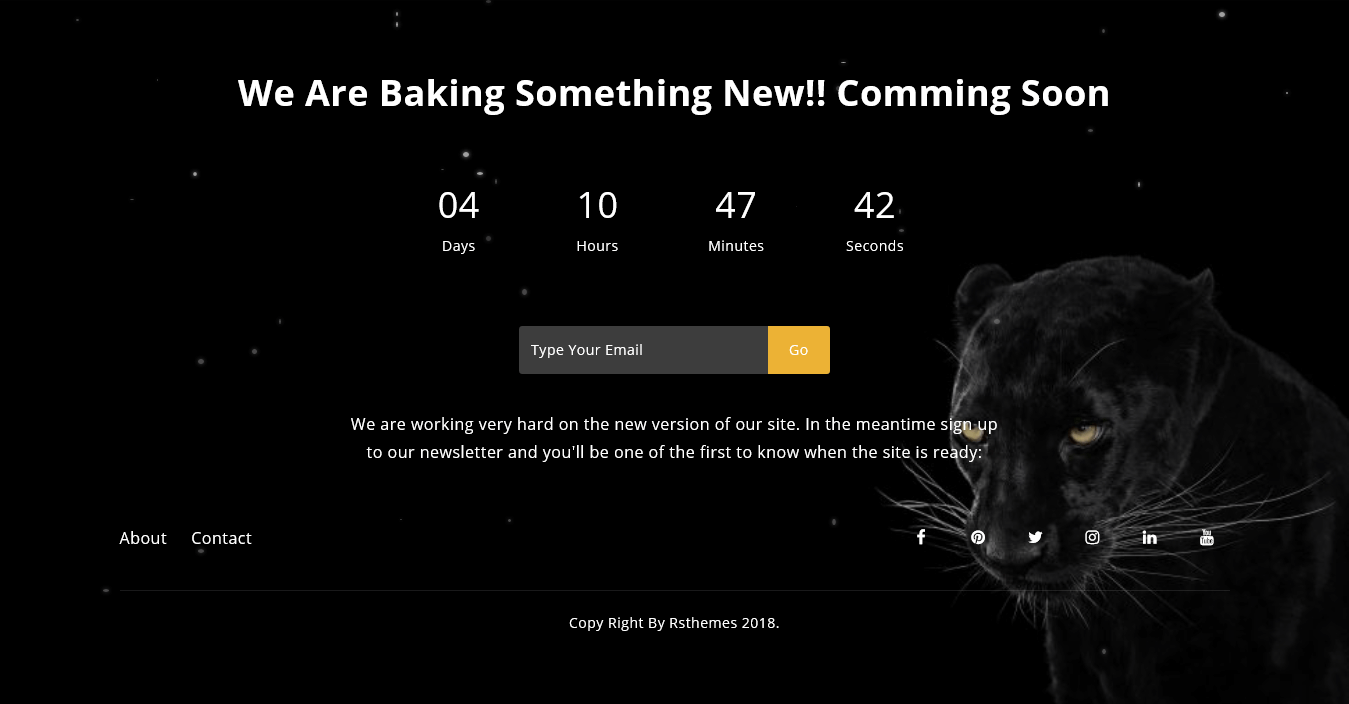 We Are Baking Something New!! Comming Soon
04 10 47 42
Days Hours Minutes Seconds
Type Your Email Go
We are working very hard on the new version of our site. In the meantime sign up
to our newsletter and you'll be one of the first to know when the site is ready:
About Contact
You Tube
Copy Right By Rsthemes 2018.